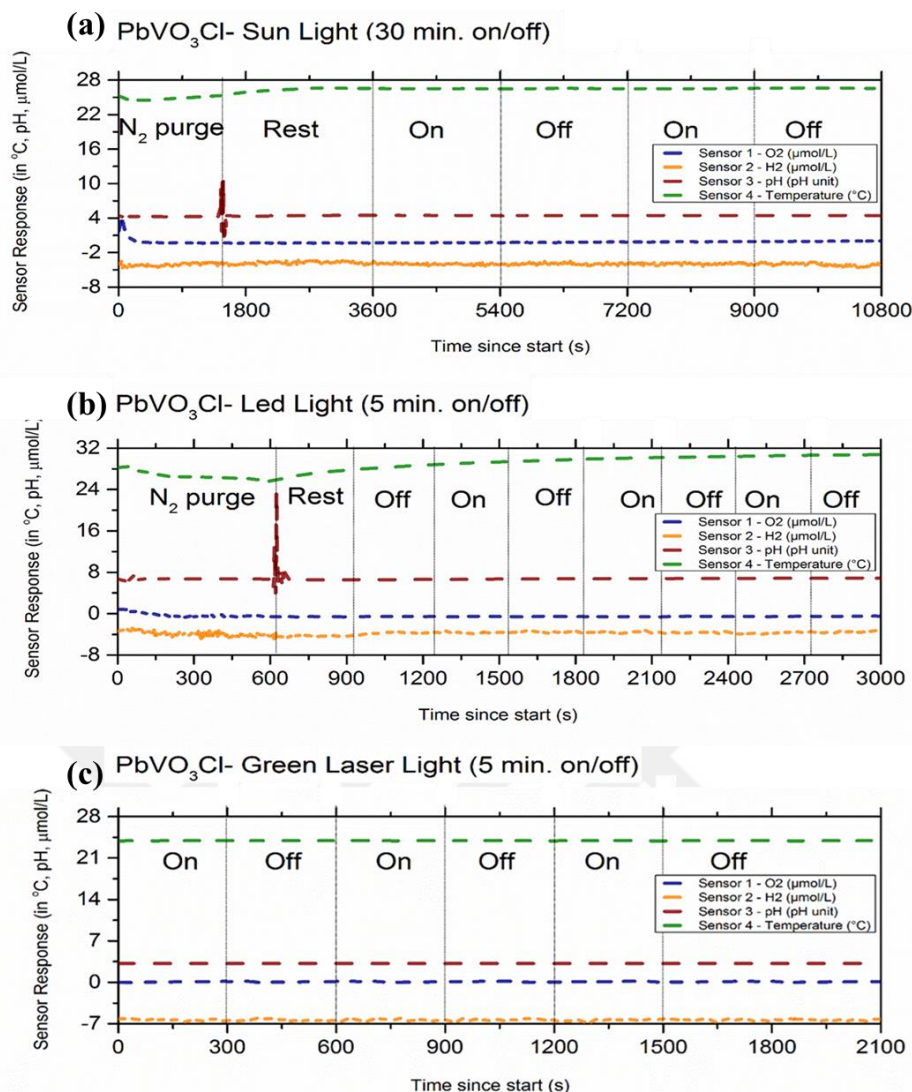 (a) PbVO₃Cl- Sun Light (30 min. on/off)
Sensor Response (in °C, pH, μmol/L)
28
22
16
10
4
-2
-8
N₂ purge Rest On Off On Off
Sensor 1 - O2 (μmol/L)
Sensor 2 - H2 (μmol/L)
Sensor 3 - pH (pH unit)
Sensor 4 - Temperature (°C)
0 1800 3600 5400 7200 9000 10800
Time since start (s)
(b) PbVO₃Cl- Led Light (5 min. on/off)
Sensor Response (in °C, pH, μmol/L)
32
24
16
8
0
-8
N₂ purge Rest Off On Off On Off On Off
Sensor 1 - O2 (μmol/L)
Sensor 2 - H2 (μmol/L)
Sensor 3 - pH (pH unit)
Sensor 4 - Temperature (°C)
0 300 600 900 1200 1500 1800 2100 2400 2700 3000
Time since start (s)
(c) PbVO₃Cl- Green Laser Light (5 min. on/off)
Sensor Response (in °C, pH, μmol/L)
28
21
14
7
0
-7
On Off On Off On Off
Sensor 1 - O2 (μmol/L)
Sensor 2 - H2 (μmol/L)
Sensor 3 - pH (pH unit)
Sensor 4 - Temperature (°C)
0 300 600 900 1200 1500 1800 2100
Time since start (s)